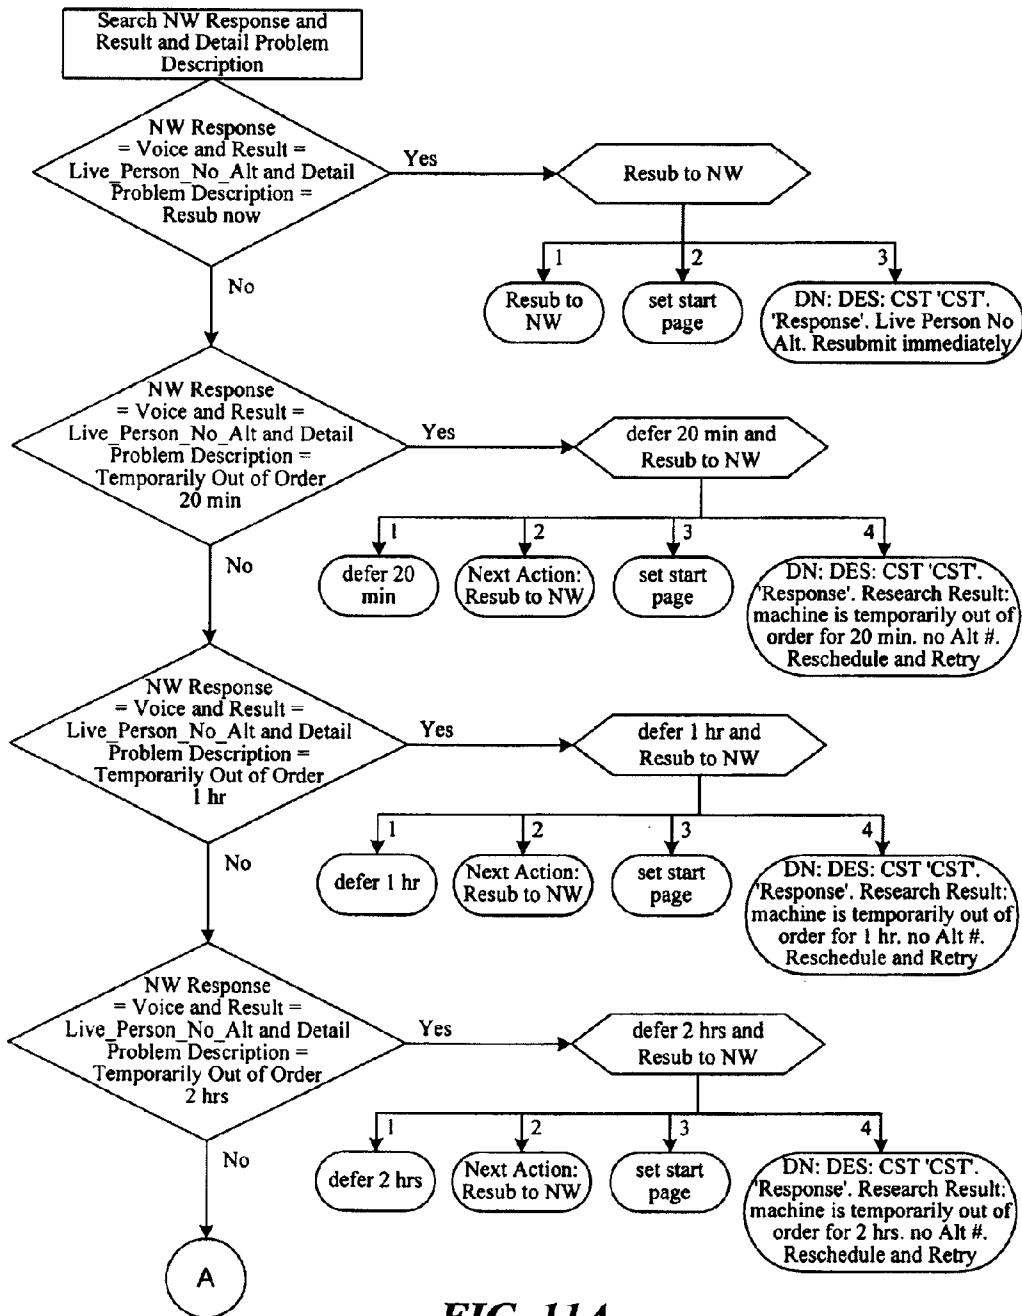 Search NW Response and
Result and Detail Problem
Description
NW Response
= Voice and Result =
Live_Person_No_Alt and Detail
Problem Description =
Resub now
Yes
Resub to NW
No
1
2
3
Resub to
NW
set start
page
DN: DES: CST 'CST'.
'Response'. Live Person No
Alt. Resubmit immediately
NW Response
= Voice and Result =
Live_Person_No_Alt and Detail
Problem Description =
Temporarily Out of Order
20 min
Yes
defer 20 min and
Resub to NW
No
1
2
3
4
defer 20
min
Next Action:
Resub to NW
set start
page
DN: DES: CST 'CST'.
'Response'. Research Result:
machine is temporarily out of
order for 20 min. no Alt #.
Reschedule and Retry
NW Response
= Voice and Result =
Live_Person_No_Alt and Detail
Problem Description =
Temporarily Out of Order
1 hr
Yes
defer 1 hr and
Resub to NW
No
1
2
3
4
defer 1 hr
Next Action:
Resub to NW
set start
page
DN: DES: CST 'CST'.
'Response'. Research Result:
machine is temporarily out of
order for 1 hr. no Alt #.
Reschedule and Retry
NW Response
= Voice and Result =
Live_Person_No_Alt and Detail
Problem Description =
Temporarily Out of Order
2 hrs
Yes
defer 2 hrs and
Resub to NW
No
1
2
3
4
defer 2 hrs
Next Action:
Resub to NW
set start
page
DN: DES: CST 'CST'.
'Response'. Research Result:
machine is temporarily out of
order for 2 hrs. no Alt #.
Reschedule and Retry
A
FIG. 11A